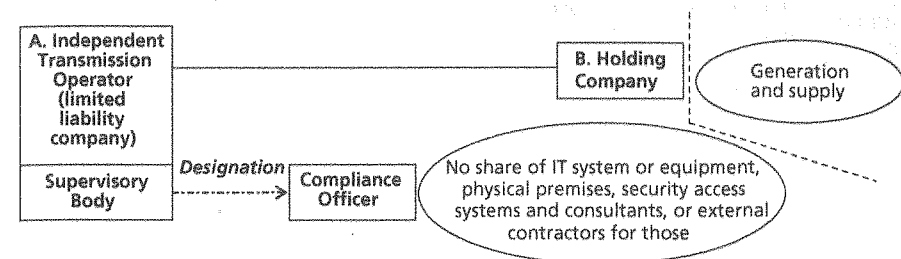 A. Independent
Transmission
Operator
(limited
liability
company)
B. Holding
Company
Generation
and supply
Supervisory
Body
Designation
Compliance
Officer
No share of IT system or equipment,
physical premises, security access
systems and consultants, or external
contractors for those